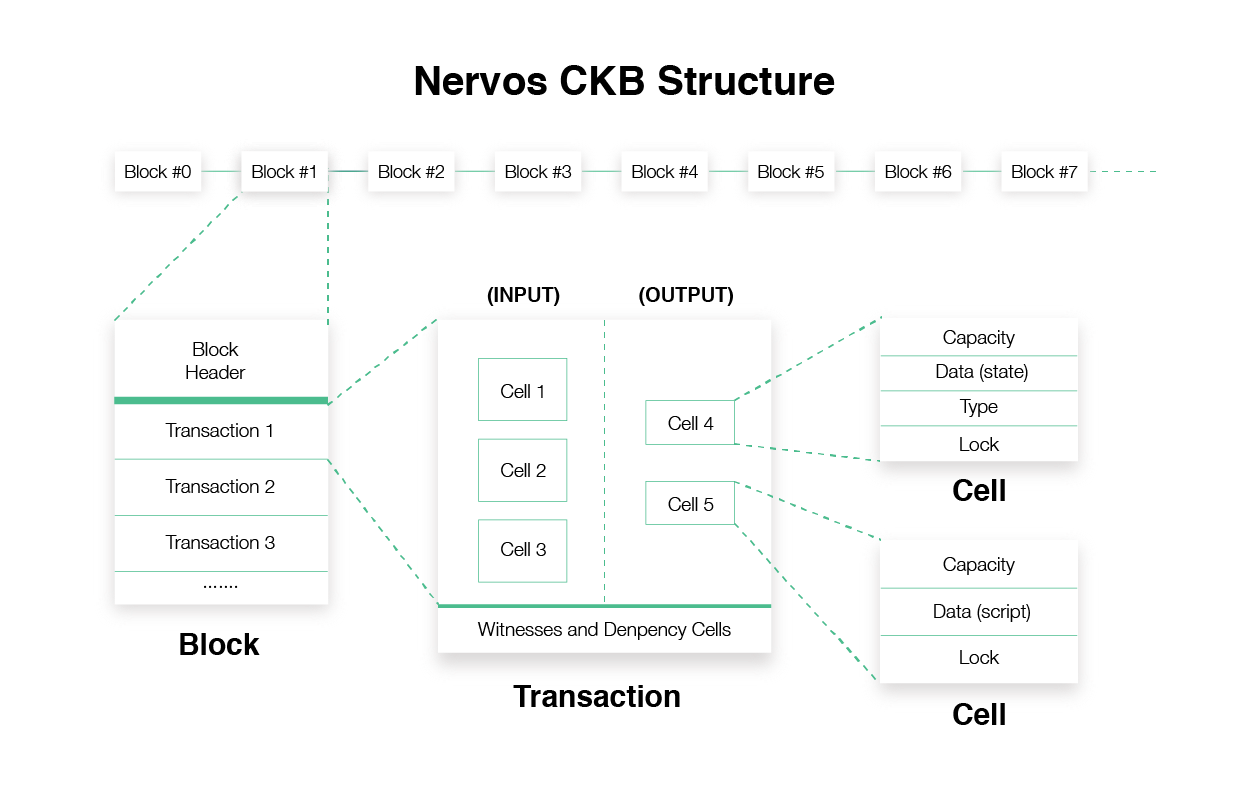 Nervos CKB Structure
Block #0
Block #1
Block #2
Block #3
Block #4
Block #5
Block #6
Block #7
(INPUT)
(OUTPUT)
Block
Header
Transaction 1
Transaction 2
Transaction 3
.......
Block
Cell 1
Cell 2
Cell 3
Cell 4
Cell 5
Witnesses and Denpency Cells
Transaction
Capacity
Data (state)
Type
Lock
Cell
Capacity
Data (script)
Lock
Cell